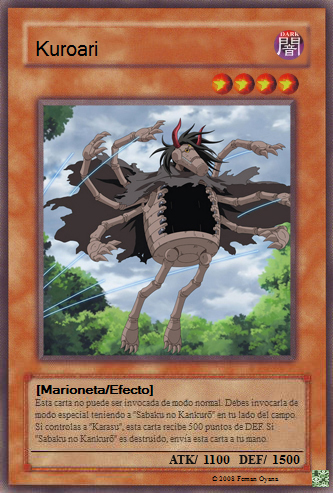 Kuroari
DARK
闇
[Marioneta/Efecto]
Esta carta no puede ser invocada de modo normal. Debes invocarla de
modo especial teniendo a "Sabaku no Kankurō" en tu lado del campo.
Si controlas a "Karasu", esta carta recibe 500 puntos de DEF. Si
"Sabaku no Kankurō" es destruido, envía esta carta a tu mano.
ATK/ 1100 DEF/ 1500
©2008 Ferran Oyama